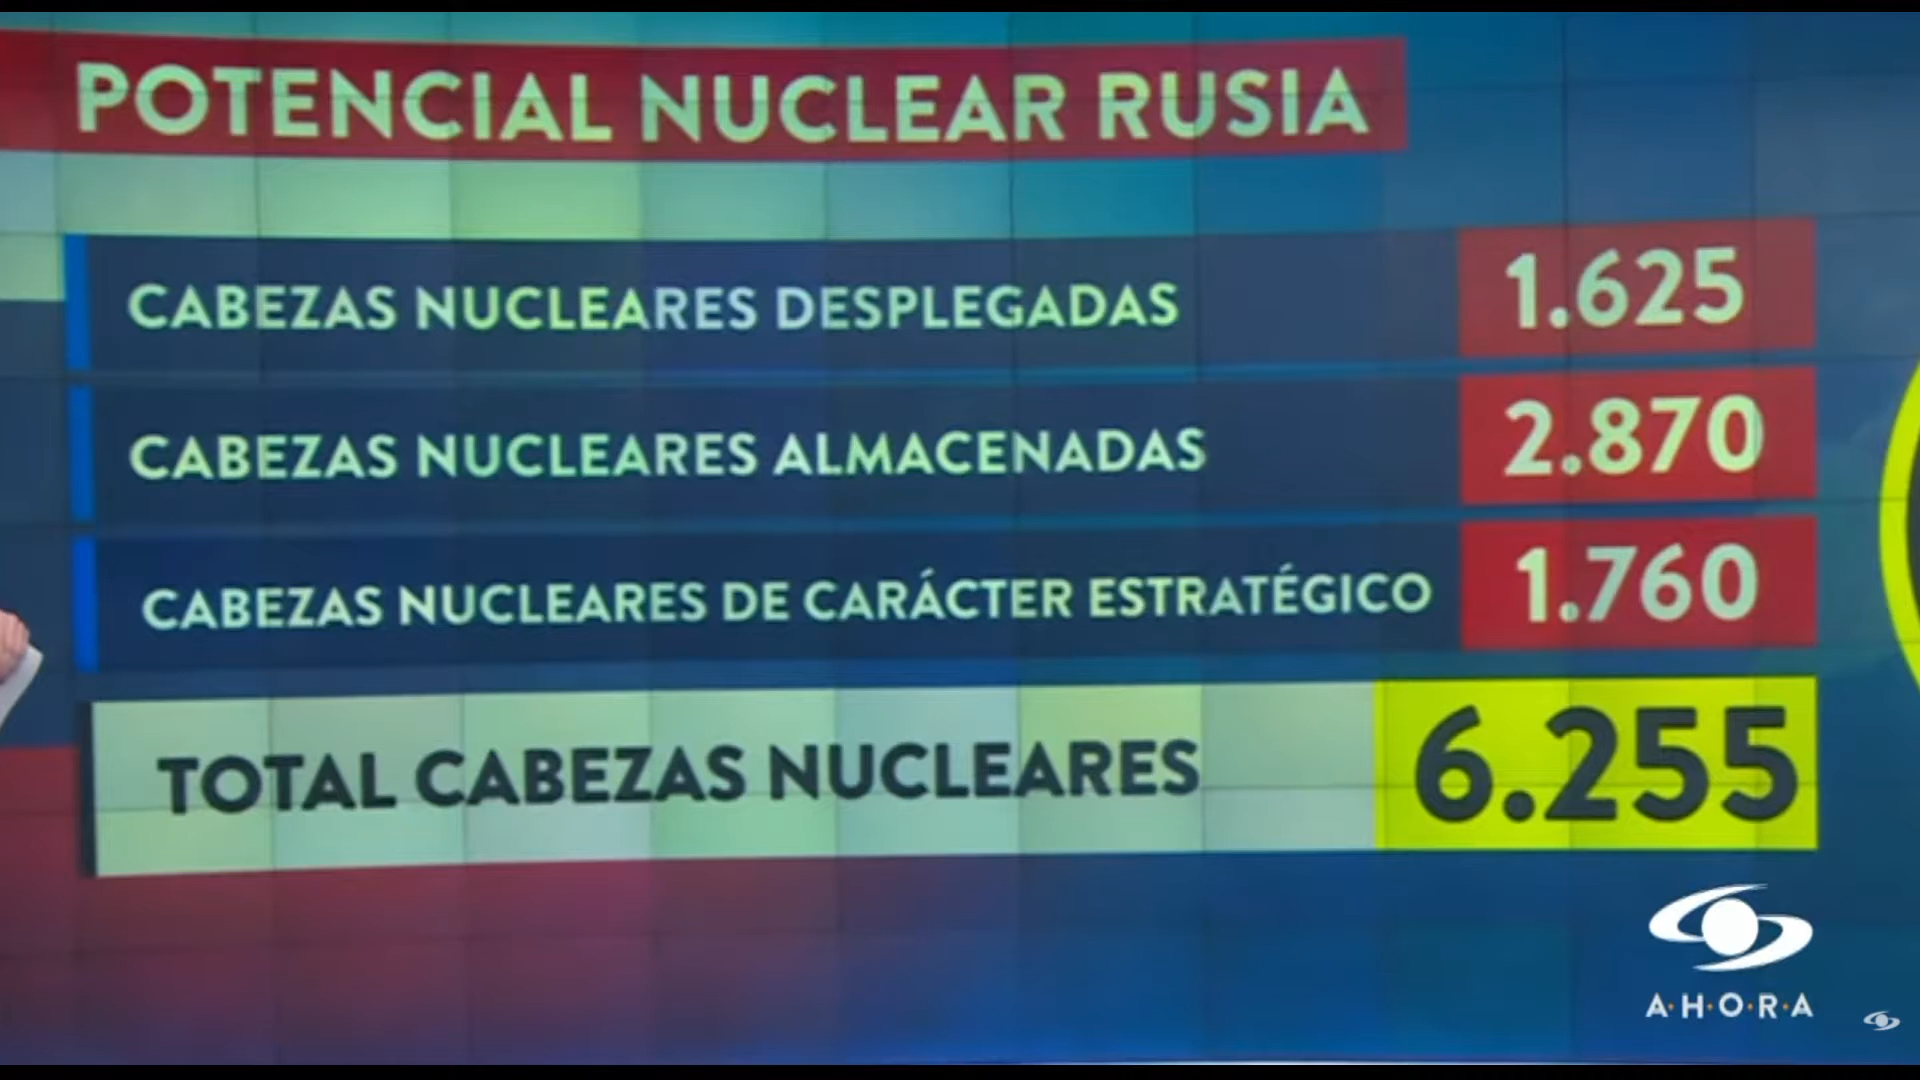 POTENCIAL NUCLEAR RUSIA
CABEZAS NUCLEARES DESPLEGADAS 1.625
CABEZAS NUCLEARES ALMACENADAS 2.870
CABEZAS NUCLEARES DE CARÁCTER ESTRATÉGICO 1.760
TOTAL CABEZAS NUCLEARES 6.255
A·H·O·R·A